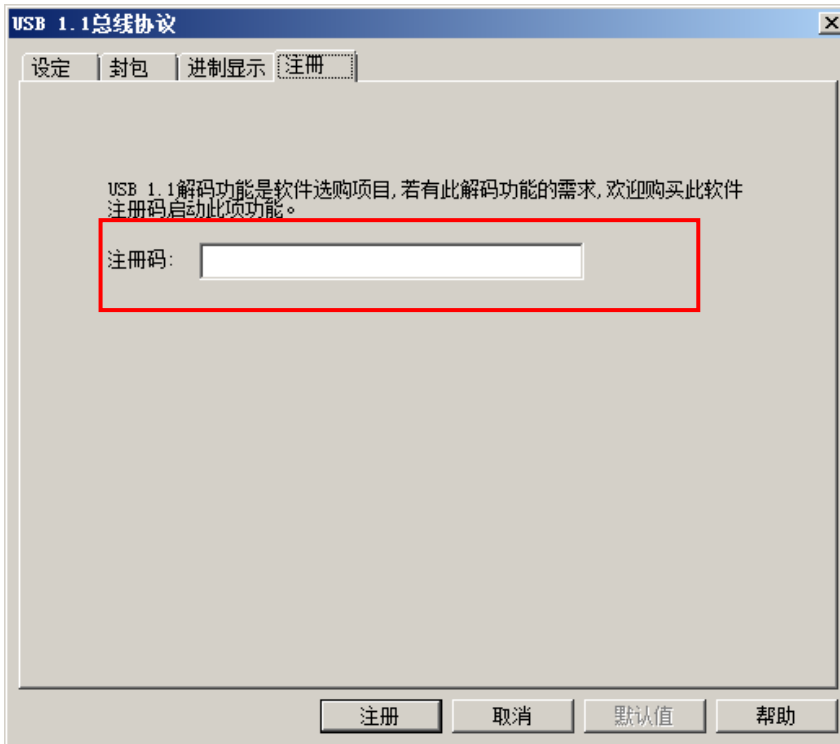 USB 1.1总线协议
设定
封包
进制显示
注册
USB 1.1解码功能是软件选购项目,若有此解码功能的需求,欢迎购买此软件
注册码启动此项功能。
注册码:
注册
取消
默认值
帮助